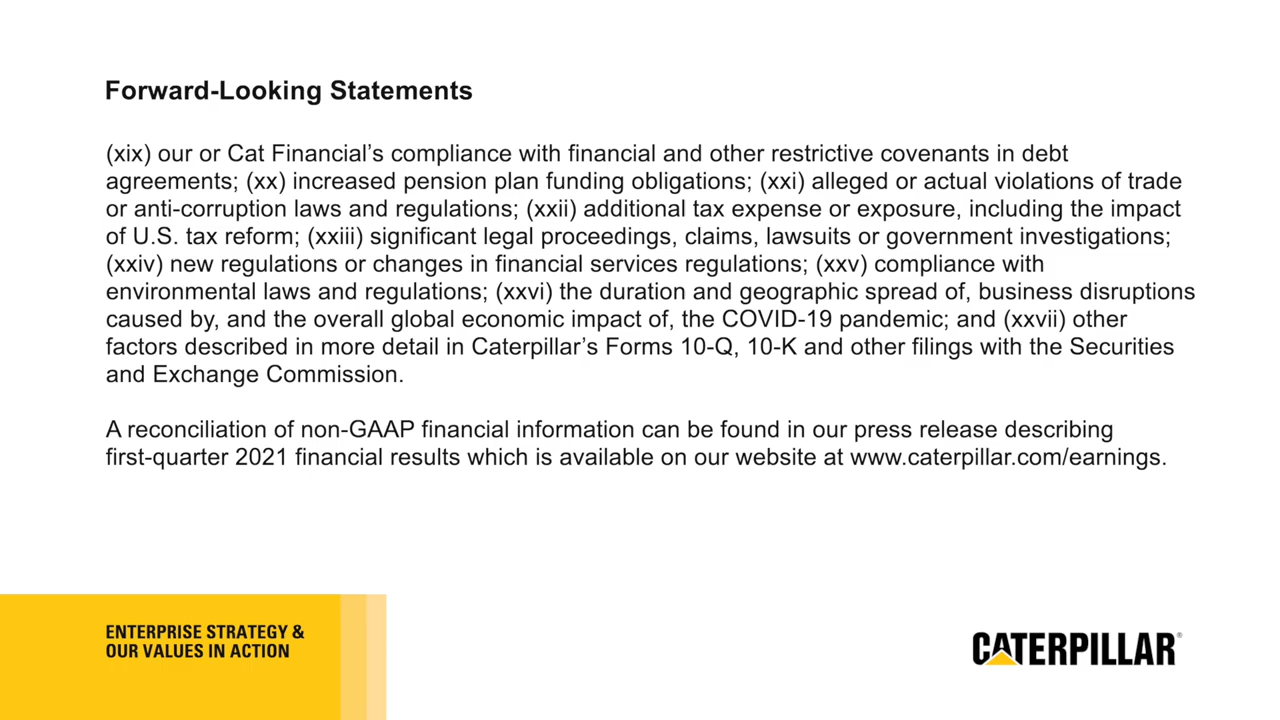 Forward-Looking Statements
(xix) our or Cat Financial’s compliance with financial and other restrictive covenants in debt
agreements; (xx) increased pension plan funding obligations; (xxi) alleged or actual violations of trade
or anti-corruption laws and regulations; (xxii) additional tax expense or exposure, including the impact
of U.S. tax reform; (xxiii) significant legal proceedings, claims, lawsuits or government investigations;
(xxiv) new regulations or changes in financial services regulations; (xxv) compliance with
environmental laws and regulations; (xxvi) the duration and geographic spread of, business disruptions
caused by, and the overall global economic impact of, the COVID-19 pandemic; and (xxvii) other
factors described in more detail in Caterpillar’s Forms 10-Q, 10-K and other filings with the Securities
and Exchange Commission.
A reconciliation of non-GAAP financial information can be found in our press release describing
first-quarter 2021 financial results which is available on our website at www.caterpillar.com/earnings.
ENTERPRISE STRATEGY &
OUR VALUES IN ACTION
CATERPILLAR®